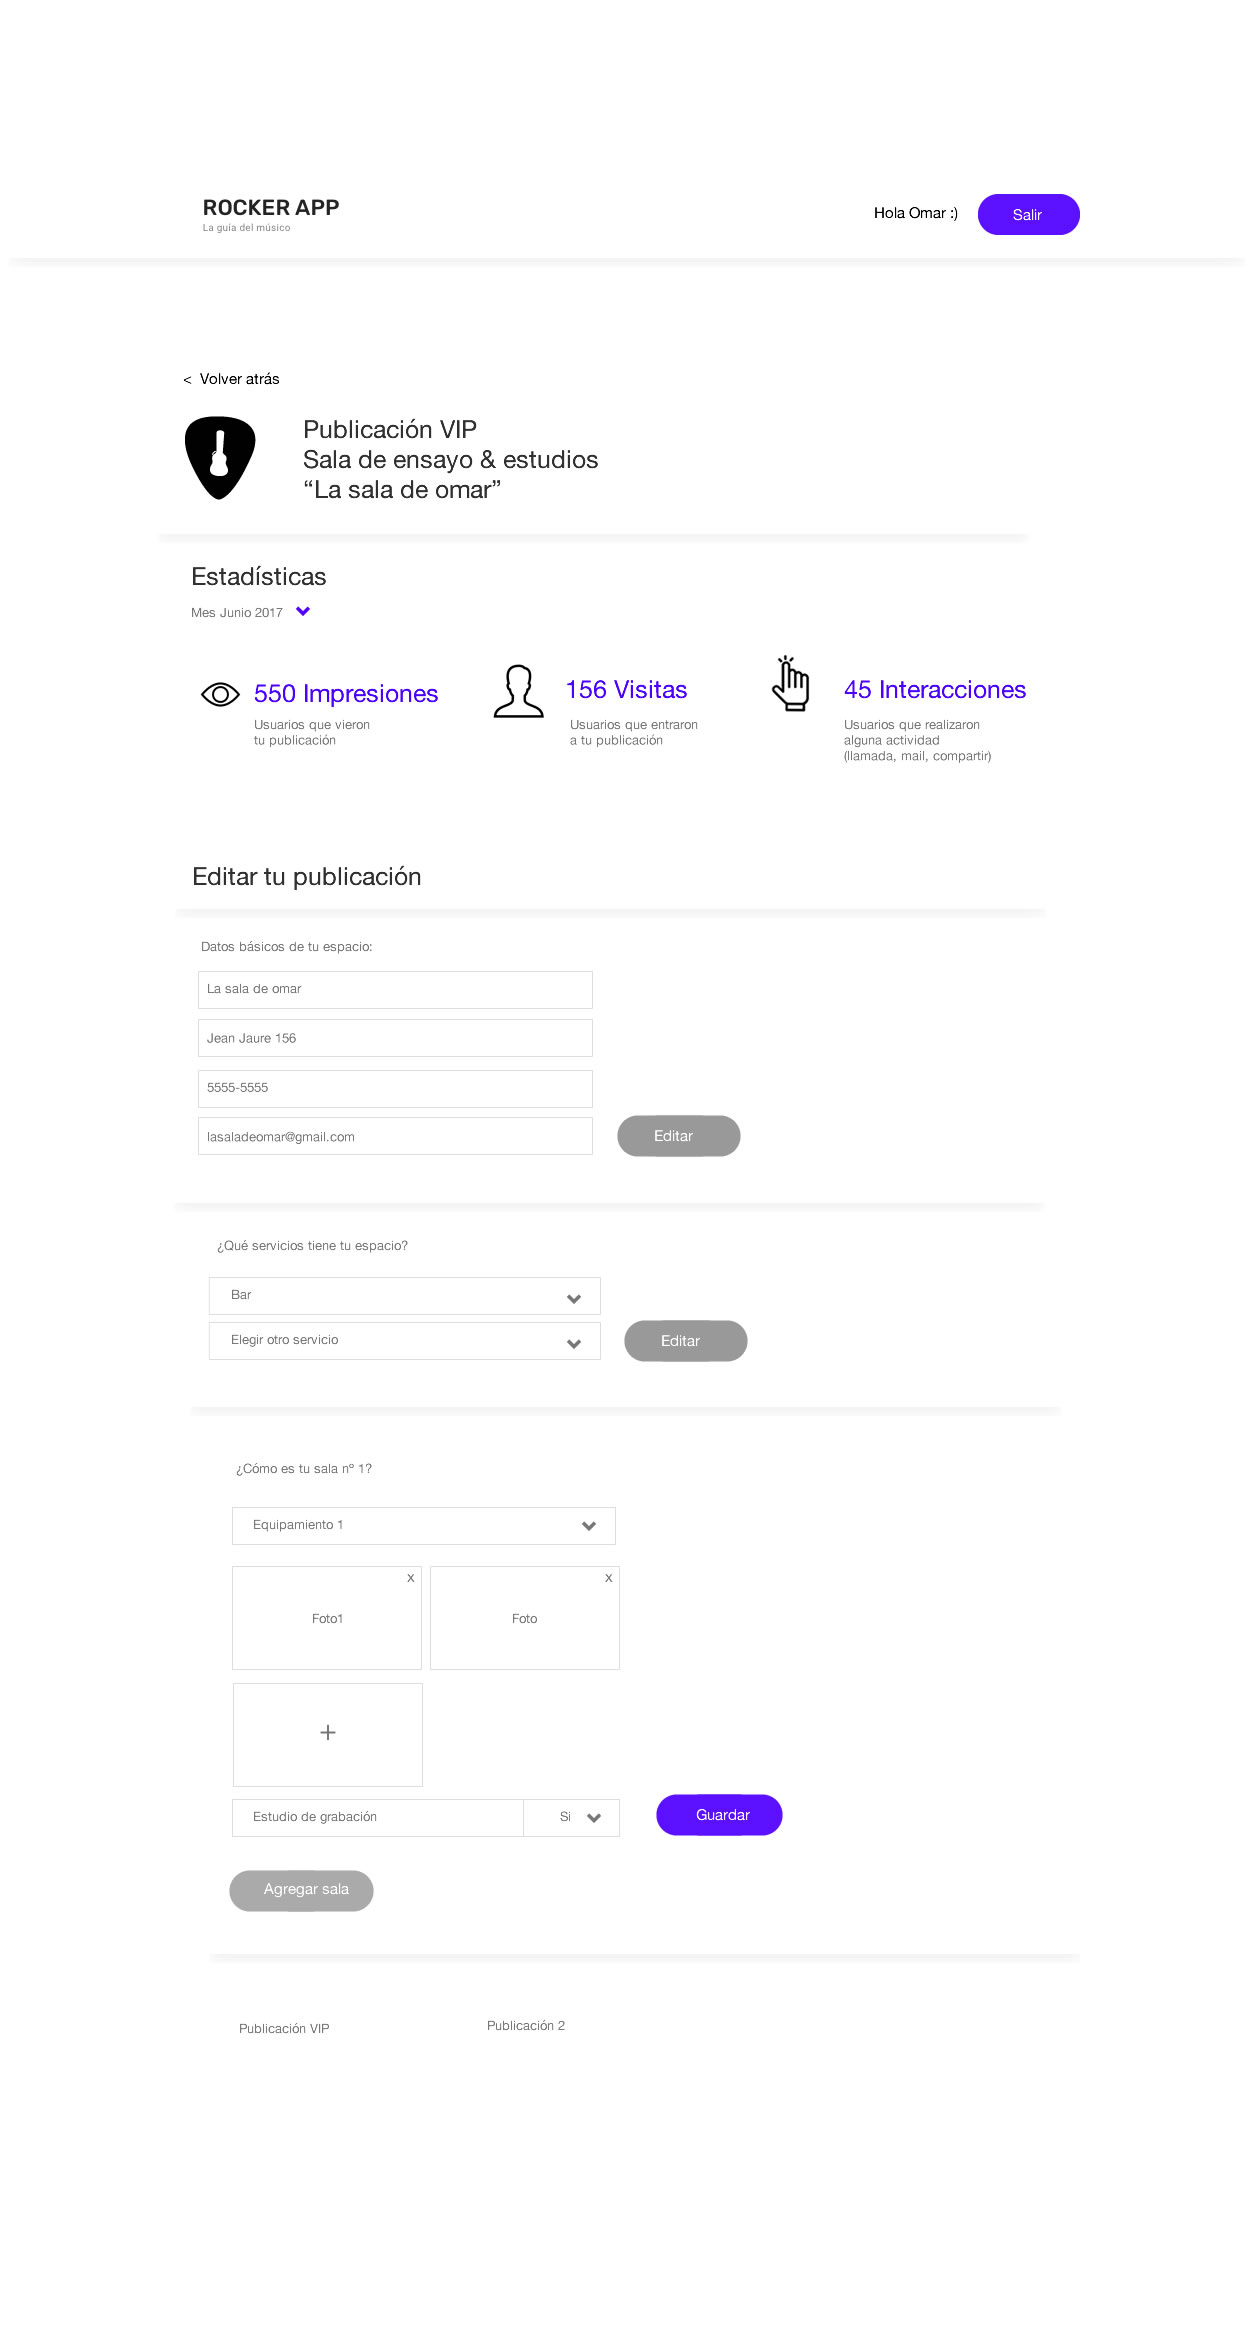 ROCKER APP
La guía del músico
Hola Omar :)
Salir
< Volver atrás
Publicación VIP
Sala de ensayo & estudios
“La sala de omar”
Estadísticas
Mes Junio 2017
550 Impresiones
Usuarios que vieron
tu publicación
156 Visitas
Usuarios que entraron
a tu publicación
45 Interacciones
Usuarios que realizaron
alguna actividad
(llamada, mail, compartir)
Editar tu publicación
Datos básicos de tu espacio:
La sala de omar
Jean Jaure 156
5555-5555
lasaladeomar@gmail.com
Editar
¿Qué servicios tiene tu espacio?
Bar
Elegir otro servicio
Editar
¿Cómo es tu sala nº 1?
Equipamiento 1
x
Foto1
x
Foto
+
Estudio de grabación
Si
Guardar
Agregar sala
Publicación VIP
Publicación 2